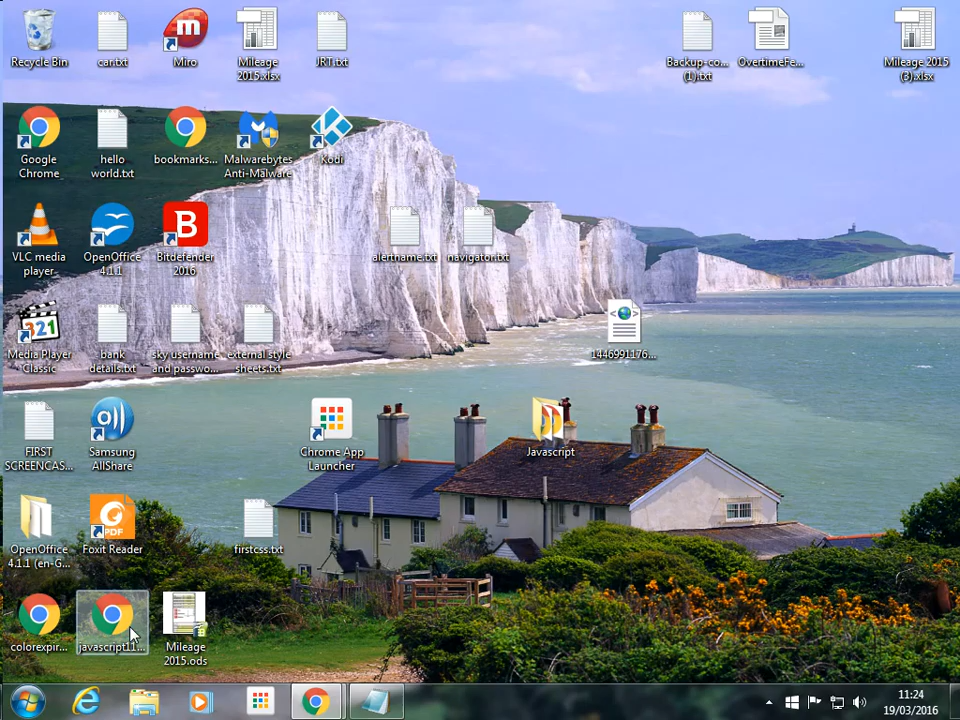 Recycle Bin
car.txt
Miro
Mileage
2015.xlsx
JRT.txt
Backup-co...
(1).txt
OvertimeFe...
Mileage 2015
(3).xlsx
Google
Chrome
hello
world.txt
bookmarks...
Malwarebytes
Anti-Malware
Kodi
VLC media
player
OpenOffice
4.1.1
Bitdefender
2016
alertname.txt
navigator.txt
Media Player
Classic
bank
details.txt
sky username
and passwo...
external style
sheets.txt
1446991176...
FIRST
SCREENCAS...
Samsung
AllShare
Chrome App
Launcher
Javascript
OpenOffice
4.1.1 (en-G...
Foxit Reader
firstcss.txt
colorexpir...
javascript11...
Mileage
2015.ods
11:24
19/03/2016
m
B
321
PDF